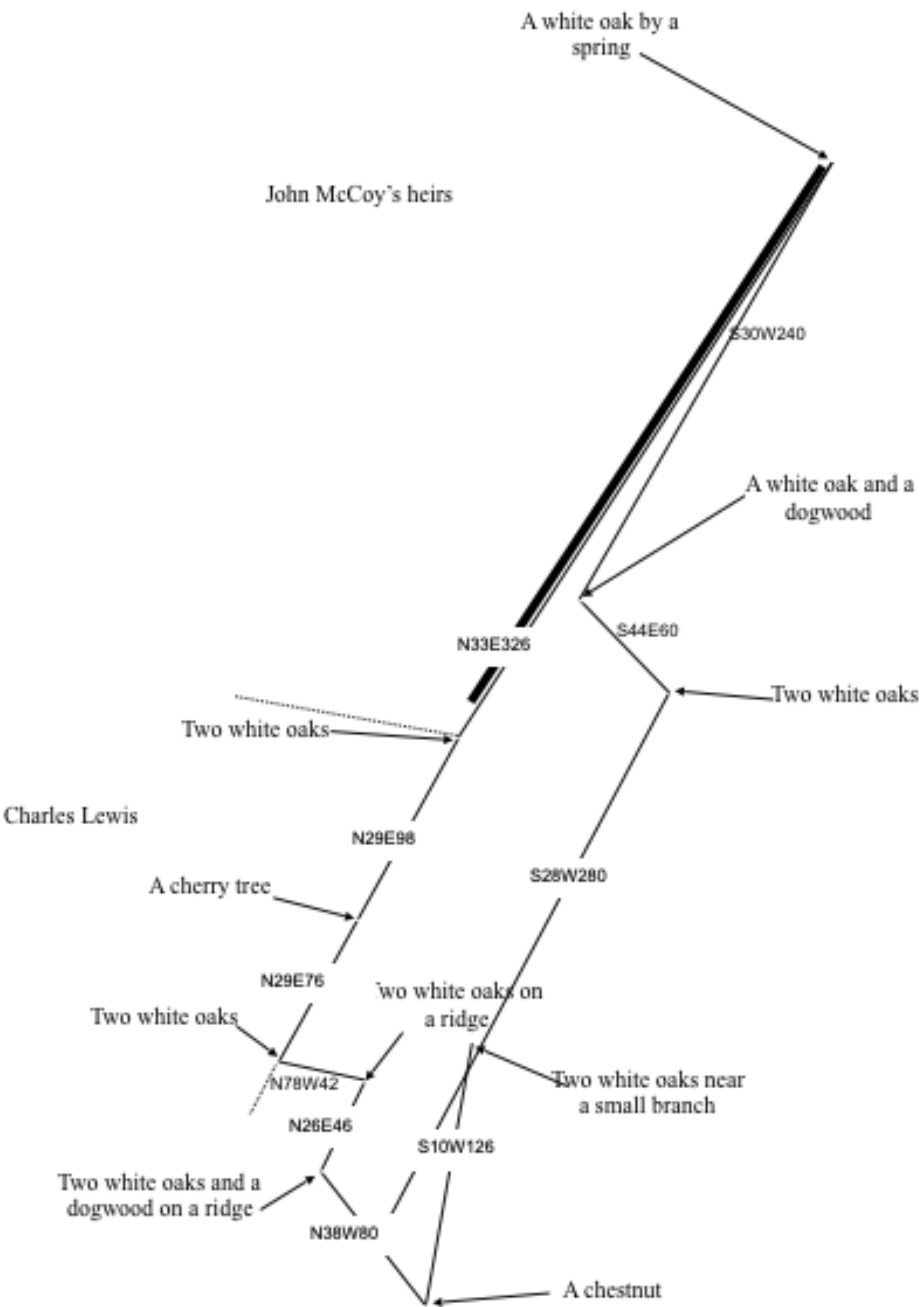 A white oak by a
spring
John McCoy's heirs
S30W240
A white oak and a
dogwood
S44E60
N33E326
Two white oaks
Two white oaks
Charles Lewis
N29E98
S28W280
A cherry tree
N29E76
wo white oaks on
a ridge
Two white oaks
N78W42
Two white oaks near
a small branch
N26E46
S10W126
Two white oaks and a
dogwood on a ridge
N38W80
A chestnut